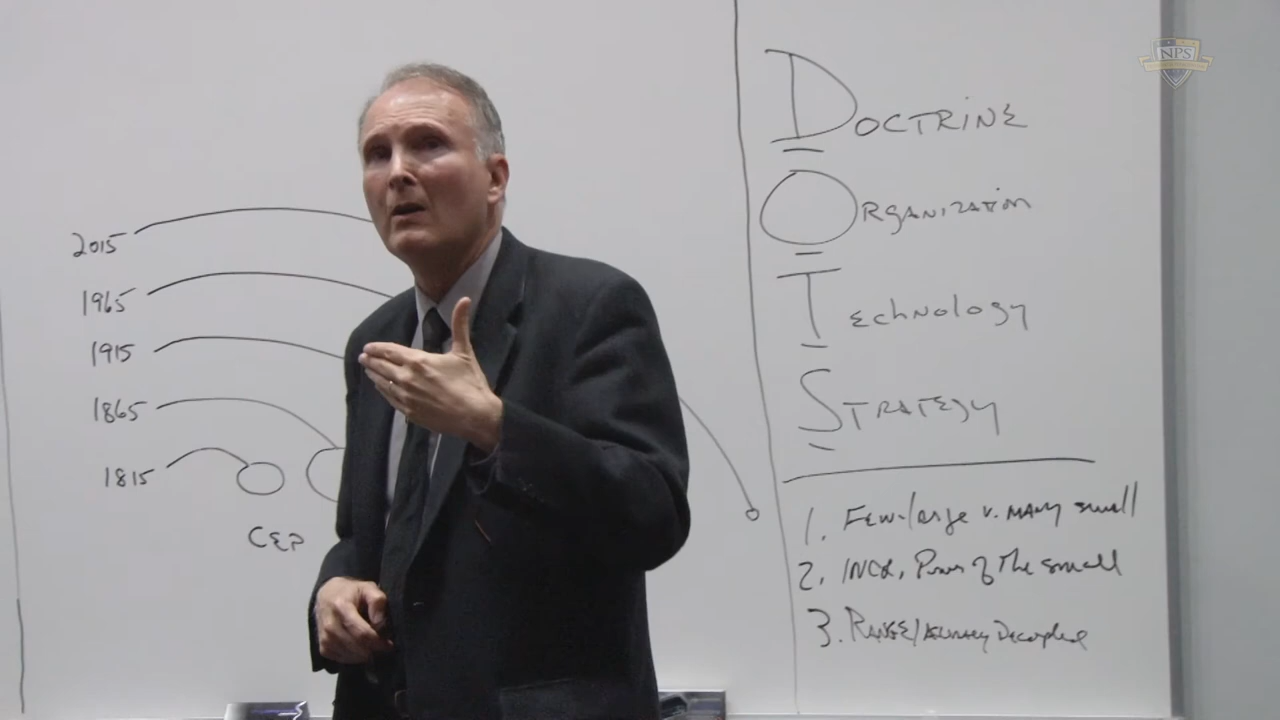 NPS
DOCTRINE
ORGANIZATION
TEchnology
STRATEGY
2015
1965
1915
1865
1815
CEP
1. FEW-large v. MANY small
2. INCR. Power of The small
3. RANGE/Accuracy Decoupled